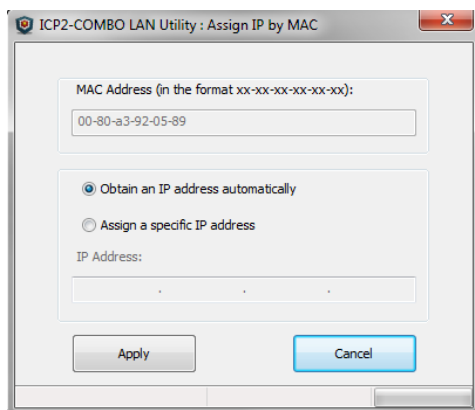 ICP2-COMBO LAN Utility : Assign IP by MAC
MAC Address (in the format xx-xx-xx-xx-xx-xx):
00-80-a3-92-05-89
Obtain an IP address automatically
Assign a specific IP address
IP Address:
. . .
Apply
Cancel